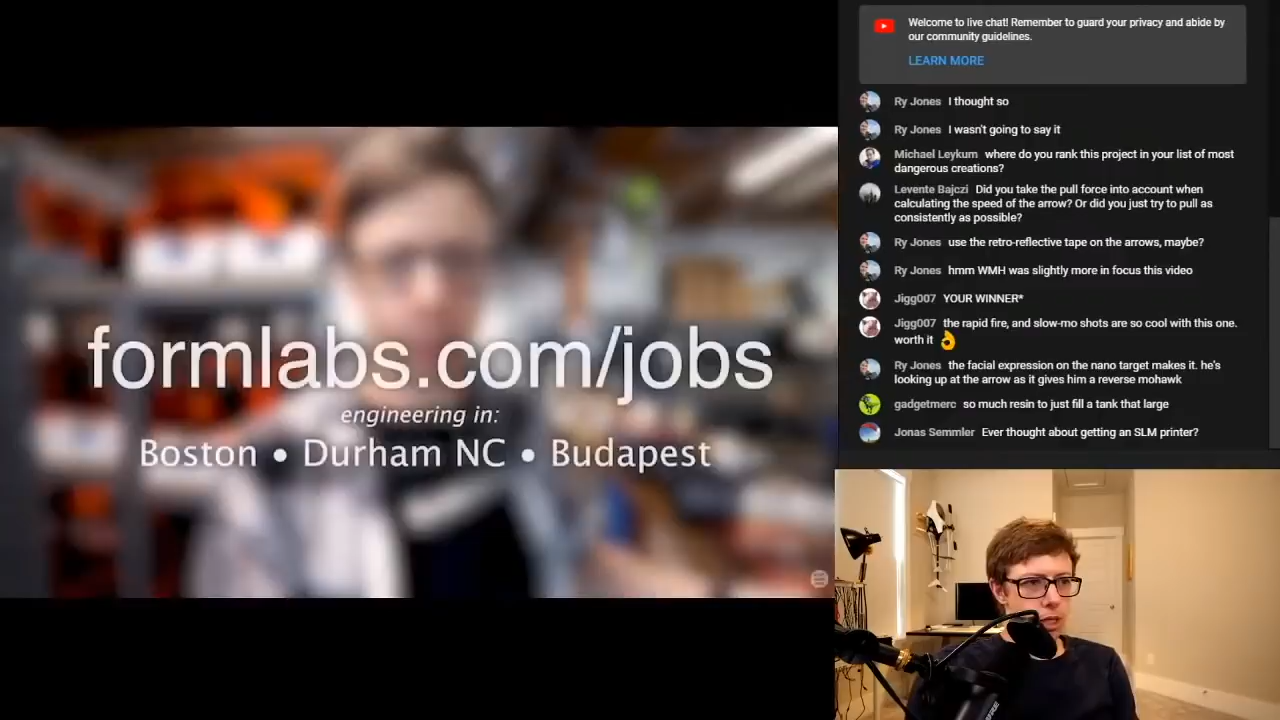 formlabs.com/jobs
engineering in:
Boston • Durham NC • Budapest
Welcome to live chat! Remember to guard your privacy and abide by
our community guidelines.
LEARN MORE
Ry Jones I thought so
Ry Jones I wasn't going to say it
Michael Leykum where do you rank this project in your list of most
dangerous creations?
Levente Bajczi Did you take the pull force into account when
calculating the speed of the arrow? Or did you just try to pull as
consistently as possible?
Ry Jones use the retro-reflective tape on the arrows, maybe?
Ry Jones hmm WMH was slightly more in focus this video
Jigg007 YOUR WINNER*
Jigg007 the rapid fire, and slow-mo shots are so cool with this one.
worth it 👌
Ry Jones the facial expression on the nano target makes it. he's
looking up at the arrow as it gives him a reverse mohawk
gadgetmerc so much resin to just fill a tank that large
Jonas Semmler Ever thought about getting an SLM printer?